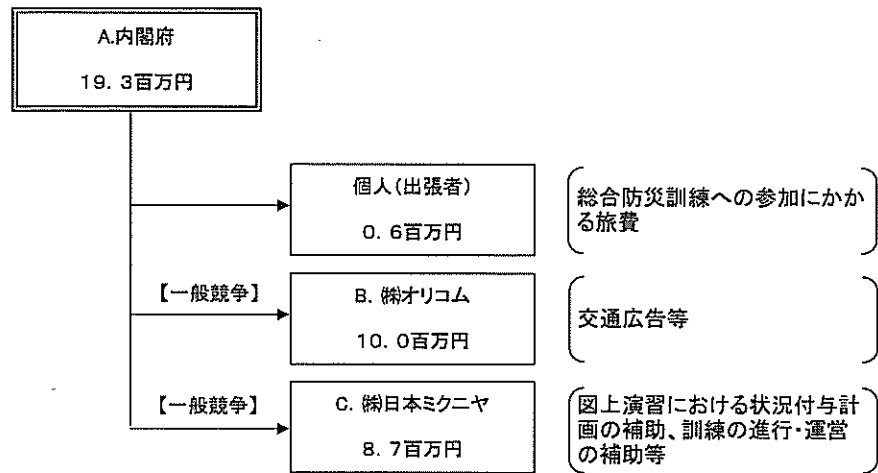 A.内閣府
19.3百万円
個人(出張者)
0.6百万円
総合防災訓練への参加にかか
る旅費
【一般競争】
B.㈱オリコム
10.0百万円
交通広告等
【一般競争】
C.㈱日本ミクニヤ
8.7百万円
図上演習における状況付与計
画の補助、訓練の進行・運営
の補助等